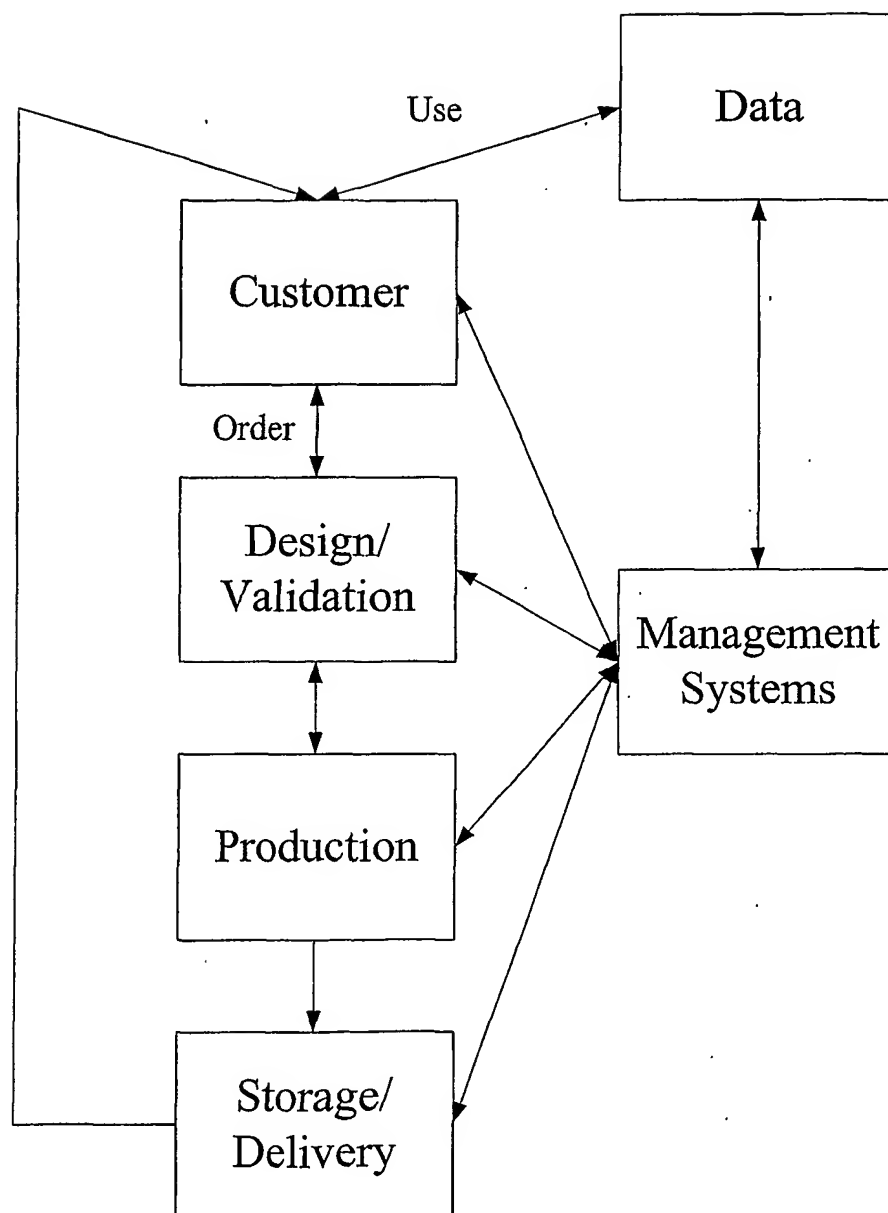 Use
Data
Customer
Order
Design/
Validation
Management
Systems
Production
Storage/
Delivery